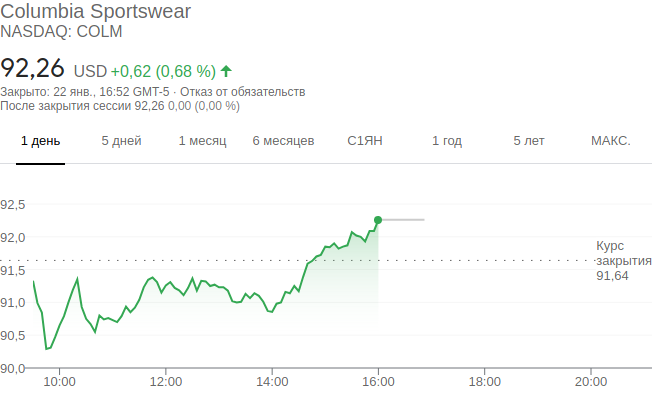 Columbia Sportswear
NASDAQ: COLM
92,26 USD +0,62 (0,68 %)
Закрыто: 22 янв., 16:52 GMT-5 · Отказ от обязательств
После закрытия сессии 92,26 0,00 (0,00 %)
1 день 5 дней 1 месяц 6 месяцев С1ЯН 1 год 5 лет МАКС.
92,5
92,0
Курс
закрытия
91,64
91,5
91,0
90,5
90,0
10:00 12:00 14:00 16:00 18:00 20:00